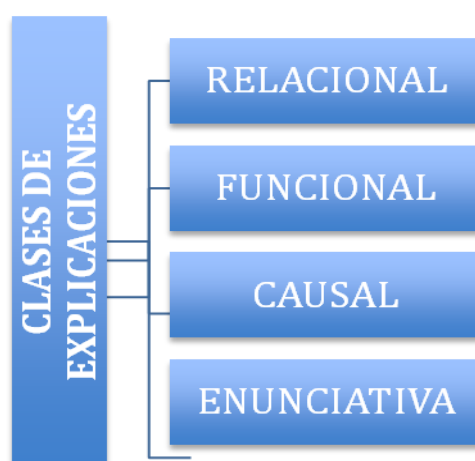 CLASES DE
EXPLICACIONES
RELACIONAL
FUNCIONAL
CAUSAL
ENUNCIATIVA